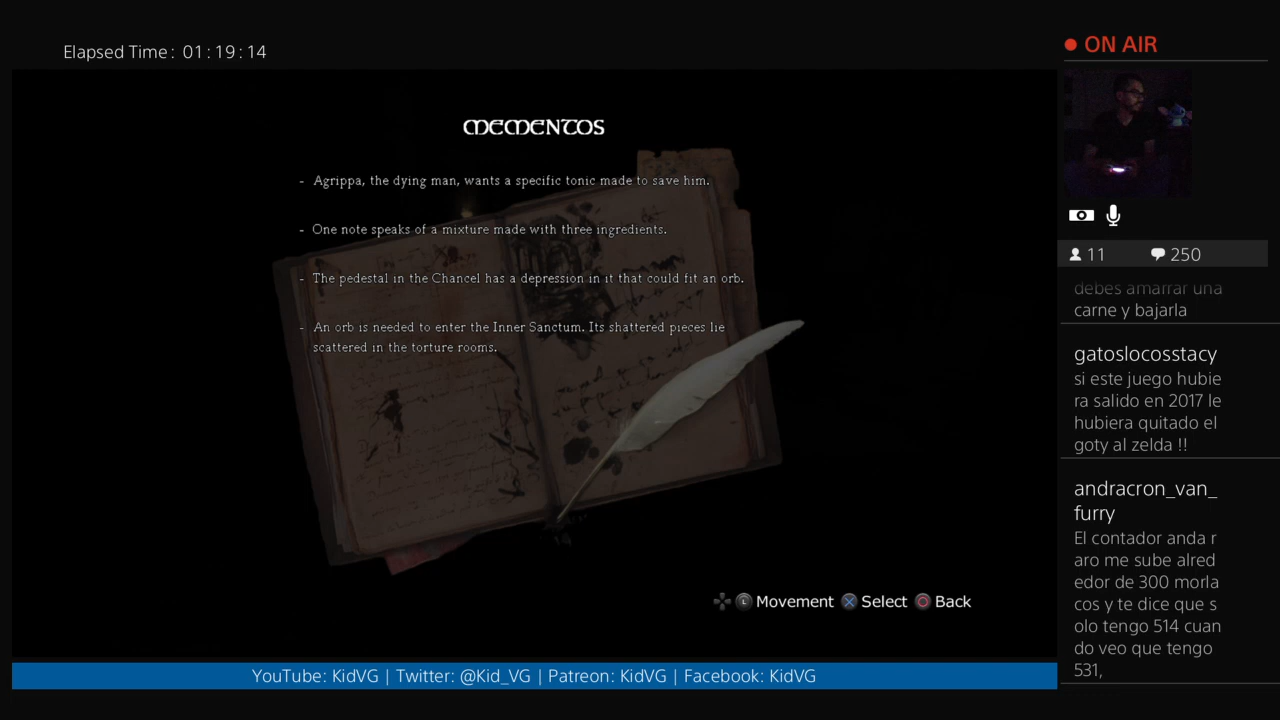 Elapsed Time: 01:19:14
ON AIR
MEMENTOS
- Agrippa, the dying man, wants a specific tonic made to save him.
- One note speaks of a mixture made with three ingredients.
- The pedestal in the Chancel has a depression in it that could fit an orb.
- An orb is needed to enter the Inner Sanctum. Its shattered pieces lie
scattered in the torture rooms.
L Movement Select Back
YouTube: KidVG | Twitter: @Kid_VG | Patreon: KidVG | Facebook: KidVG
11 250
debes amarrar una
carne y bajarla
gatoslocosstacy
si este juego hubie
ra salido en 2017 le
hubiera quitado el
goty al zelda !!
andracron_van_
furry
El contador anda r
aro me sube alred
edor de 300 morla
cos y te dice que s
olo tengo 514 cuan
do veo que tengo
531,